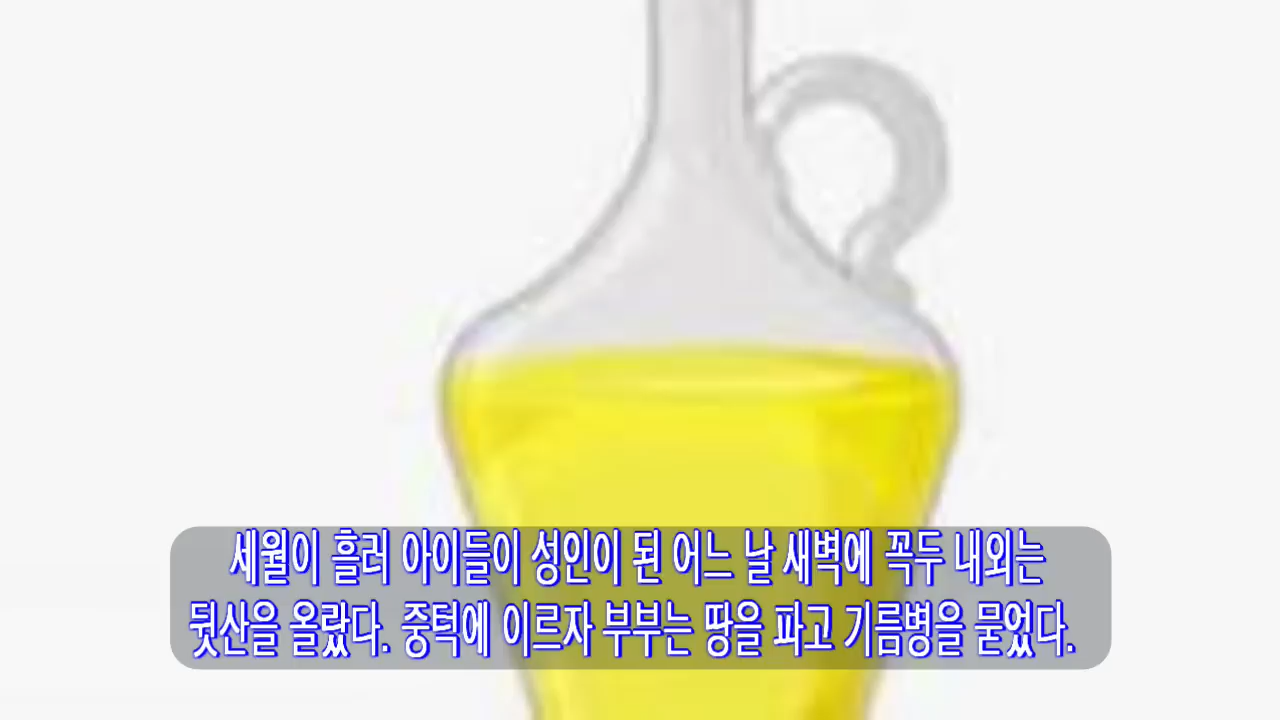 세월이 흘러 아이들이 성인이 된 어느 날 새벽에 꼭두 내외는
뒷산을 올랐다. 중턱에 이르자 부부는 땅을 파고 기름병을 묻었다.